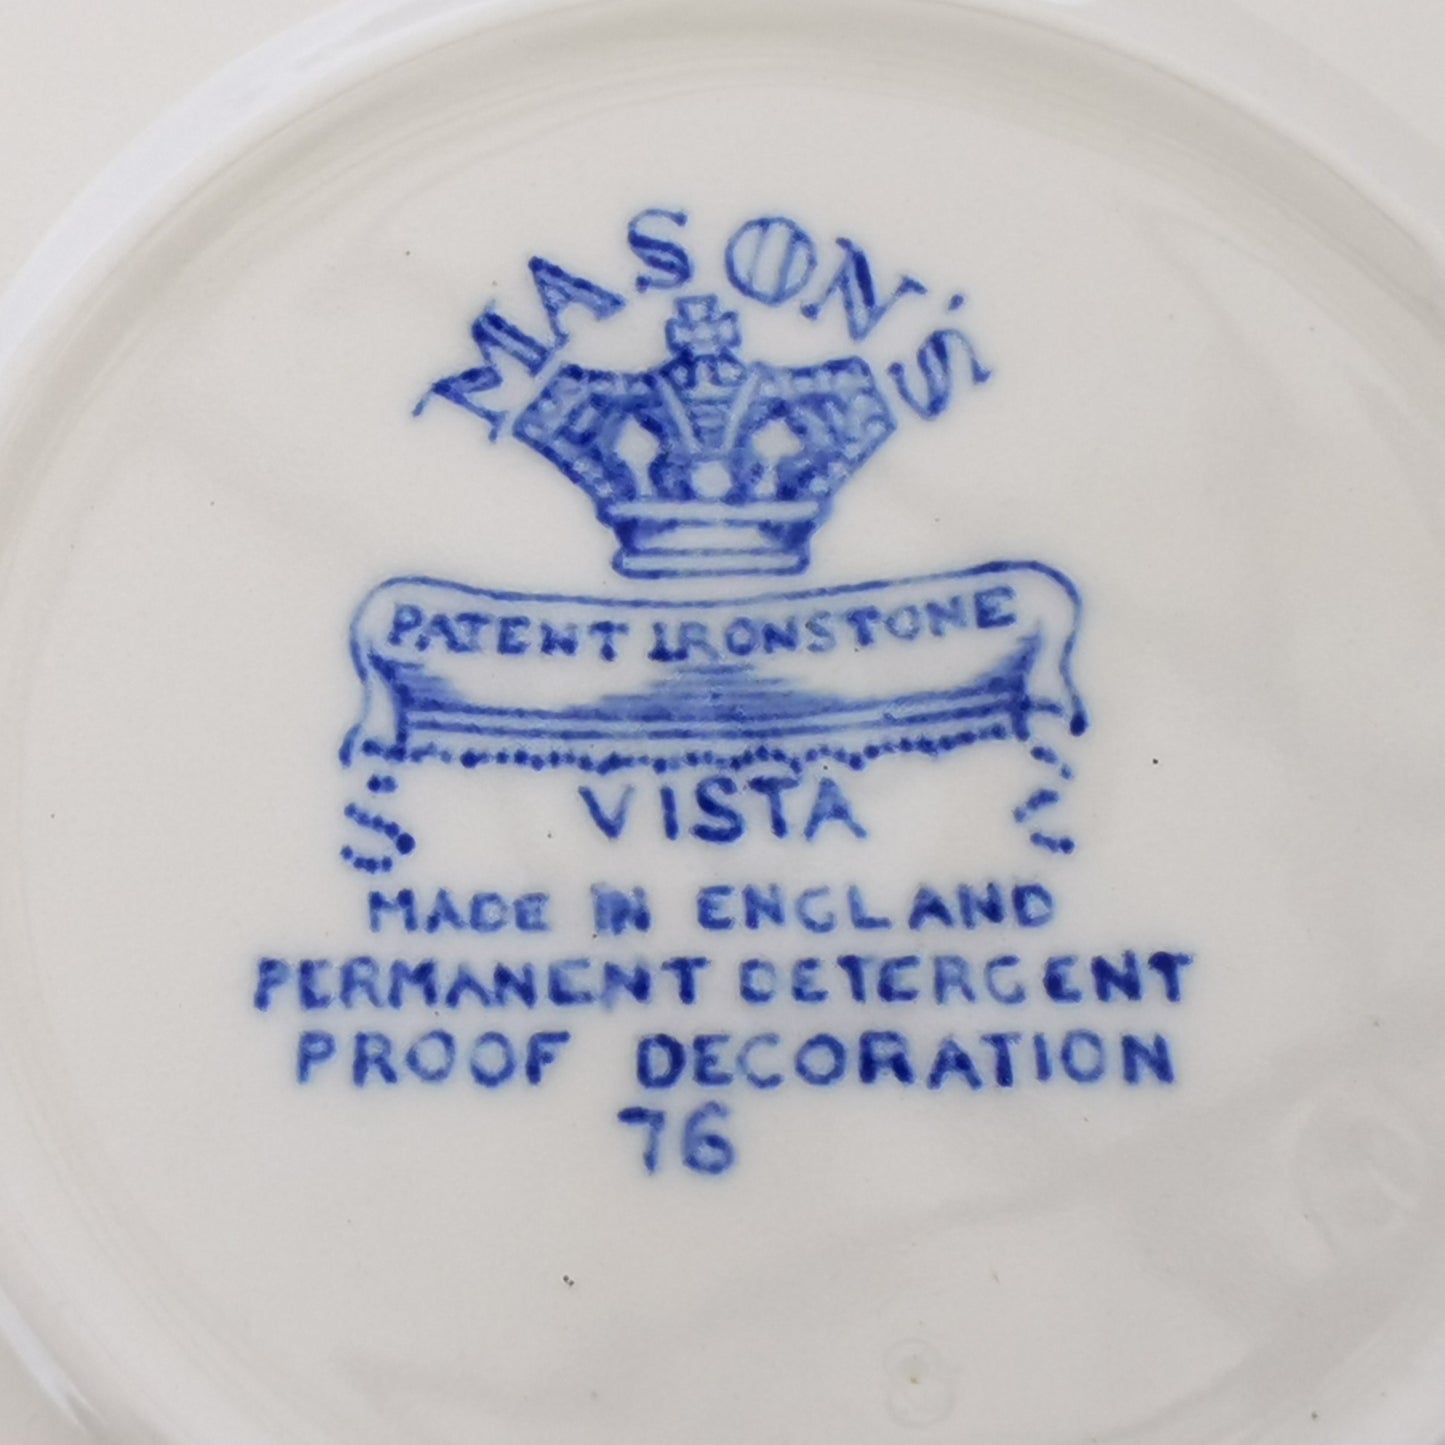 MASON'S
PATENT IRONSTONE
VISTA
MADE IN ENGLAND
PERMANENT DETERGENT
PROOF DECORATION
76